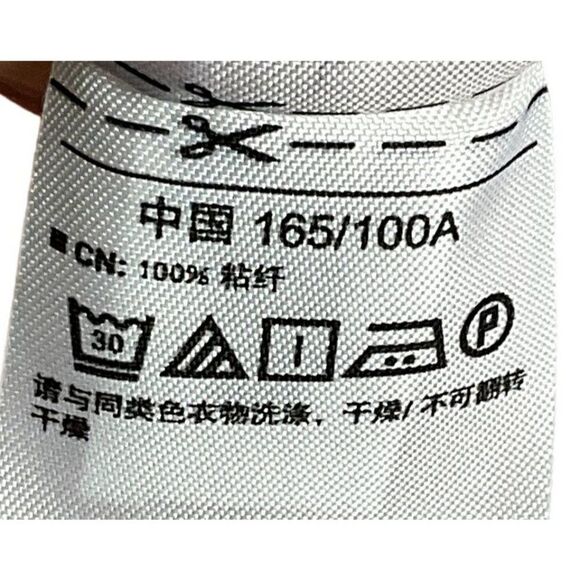 中国 165/100A
CN: 100% 粘纤
30 P
请与同类色衣物洗涤，干燥/ 不可翻转
干燥